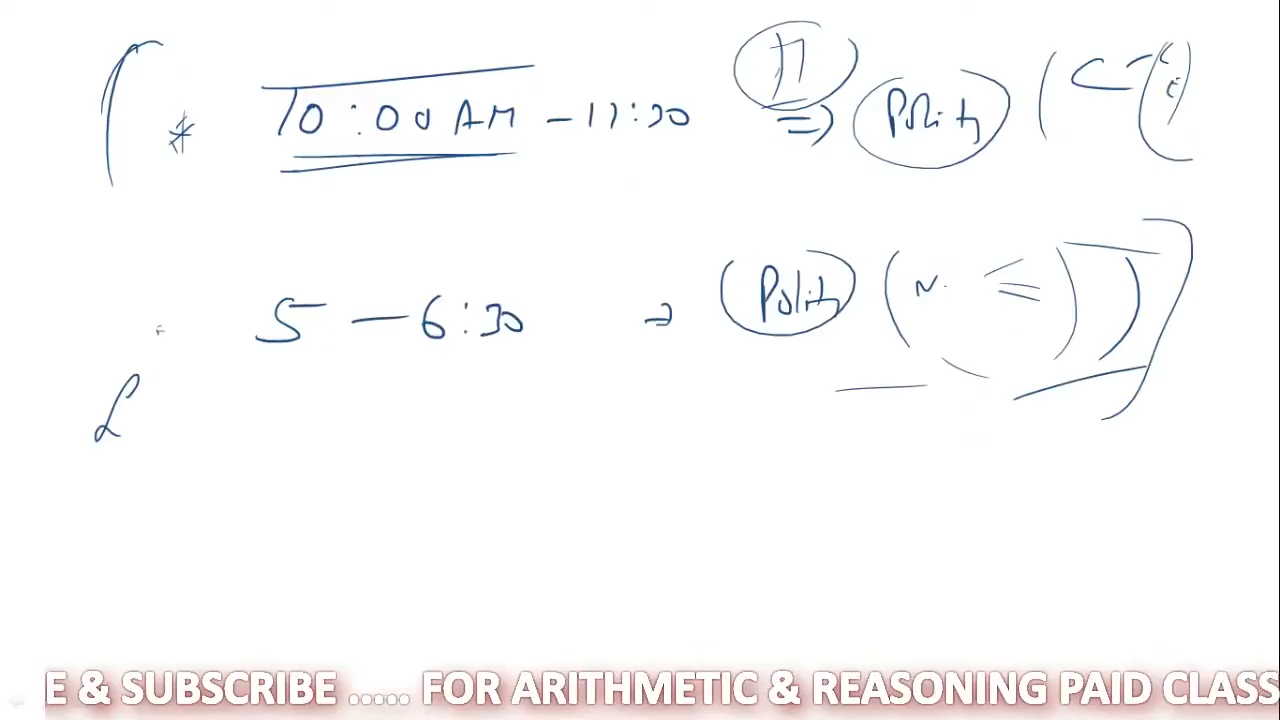 * 10:00 AM - 11:30 => Polity (
5 - 6:30 → (Polity) (N.
E & SUBSCRIBE ..... FOR ARITHMETIC & REASONING PAID CLASS